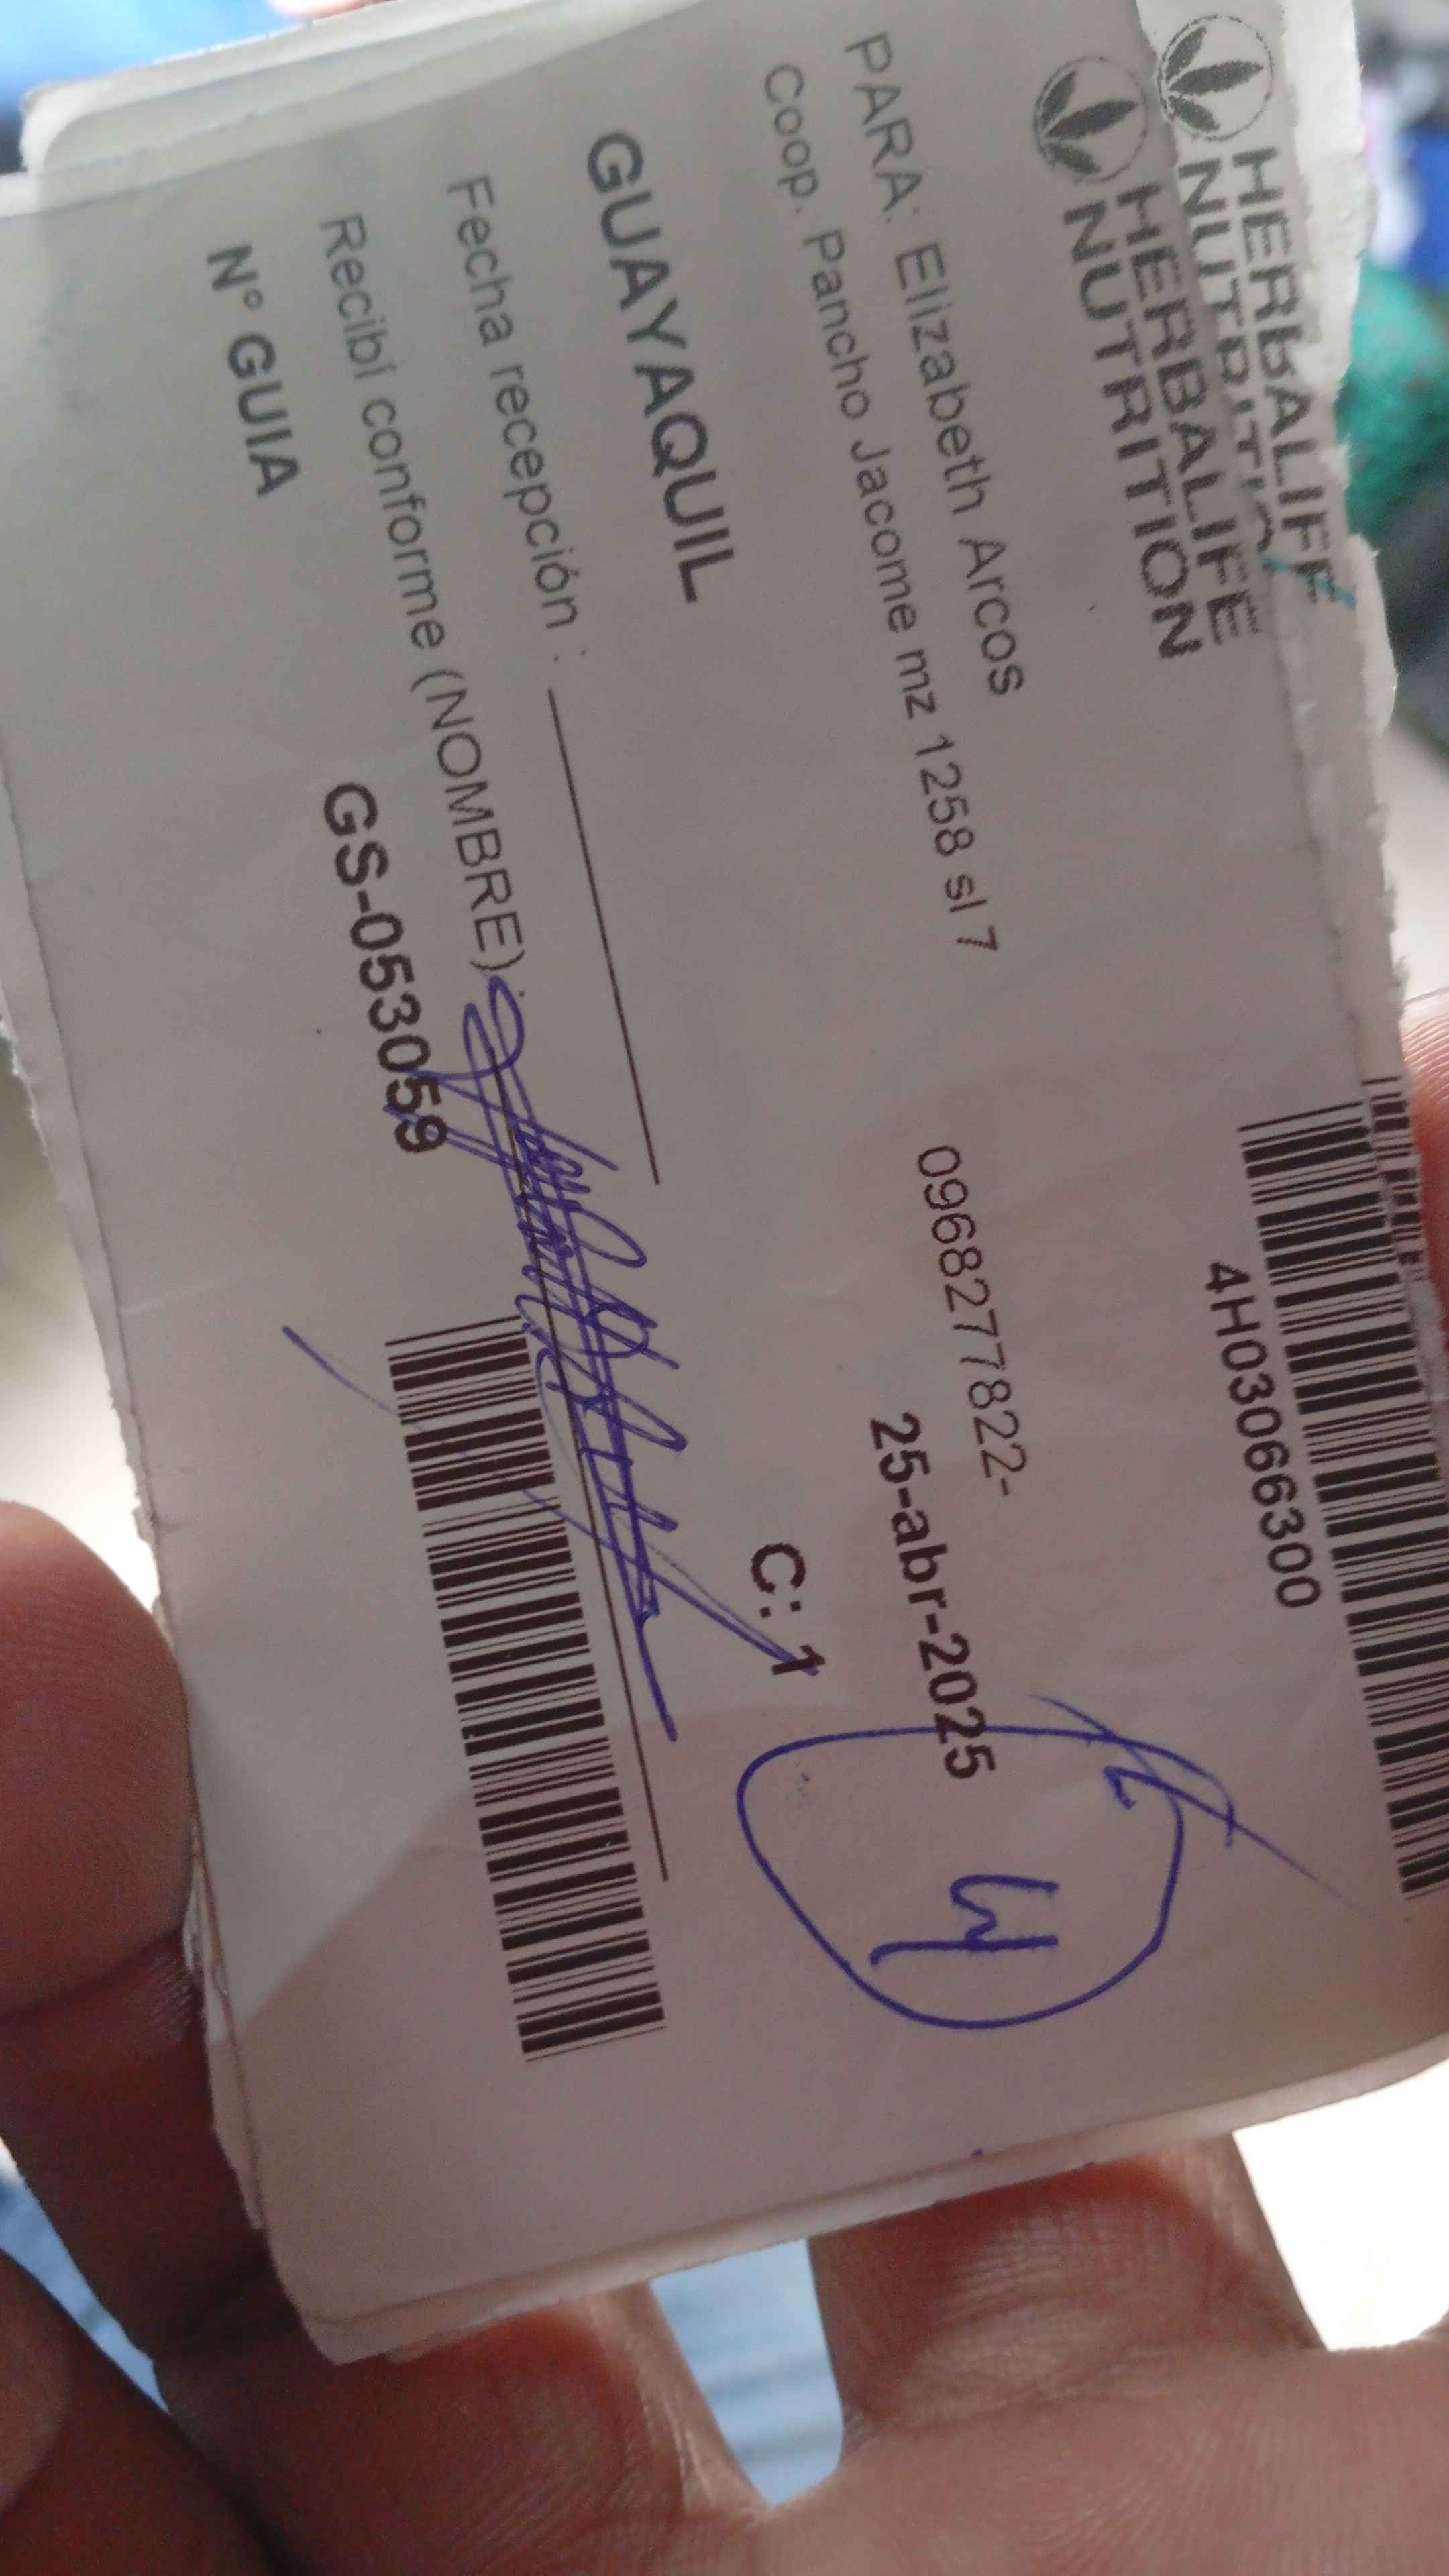 HERBALIFE
NUTRITION
HERBALIFE
NUTRITION
4H03066300
PARA: Elizabeth Arcos
0968277822-
Coop. Pancho Jacome mz 1258 sl 7
25-abr-2025
4
GUAYAQUIL
C: 1
Fecha recepción :
Recibi conforme (NOMBRE):
N° GUIA
GS-053059